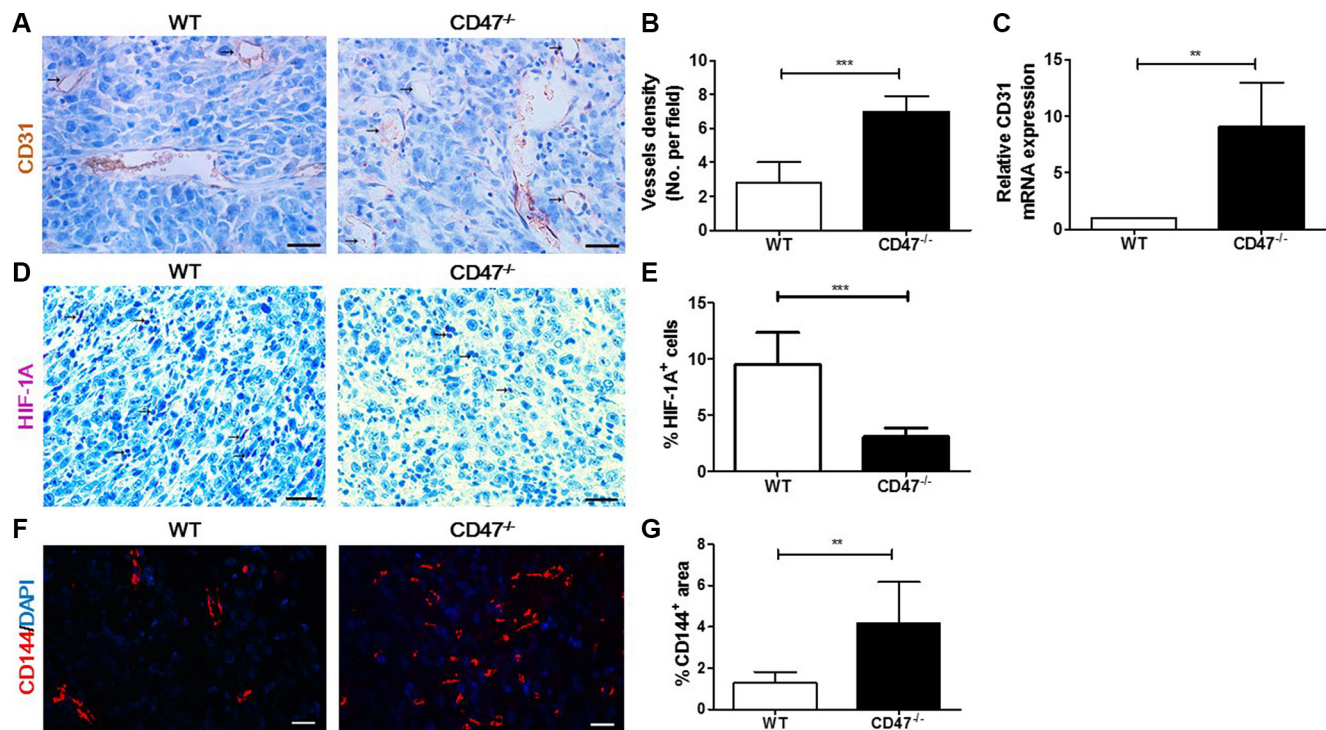 A
WT
CD47-/-
CD31
B
Vessels density
(No. per field)
10
8
6
4
2
0
***
WT
CD47-/-
C
Relative CD31
mRNA expression
15
10
5
0
**
WT
CD47-/-
D
WT
CD47-/-
HIF-1A
E
% HIF-1A+ cells
15
10
5
0
***
WT
CD47-/-
F
WT
CD47-/-
CD144/DAPI
G
% CD144+ area
8
6
4
2
0
**
WT
CD47-/-